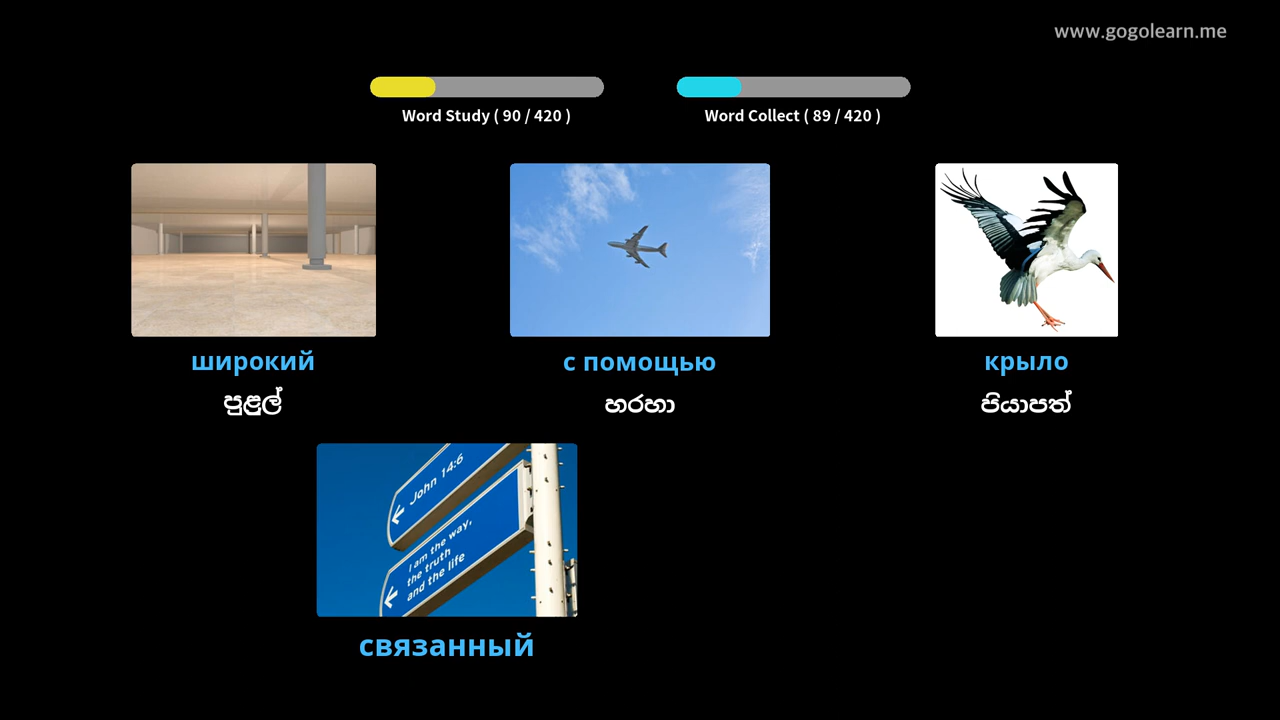 www.gogolearn.me
Word Study ( 90 / 420 )
Word Collect ( 89 / 420 )
широкий
පුළුල්
с помощью
හරහා
крыло
පියාපත්
John 14:6
I am the way,
the truth
and the life
связанный